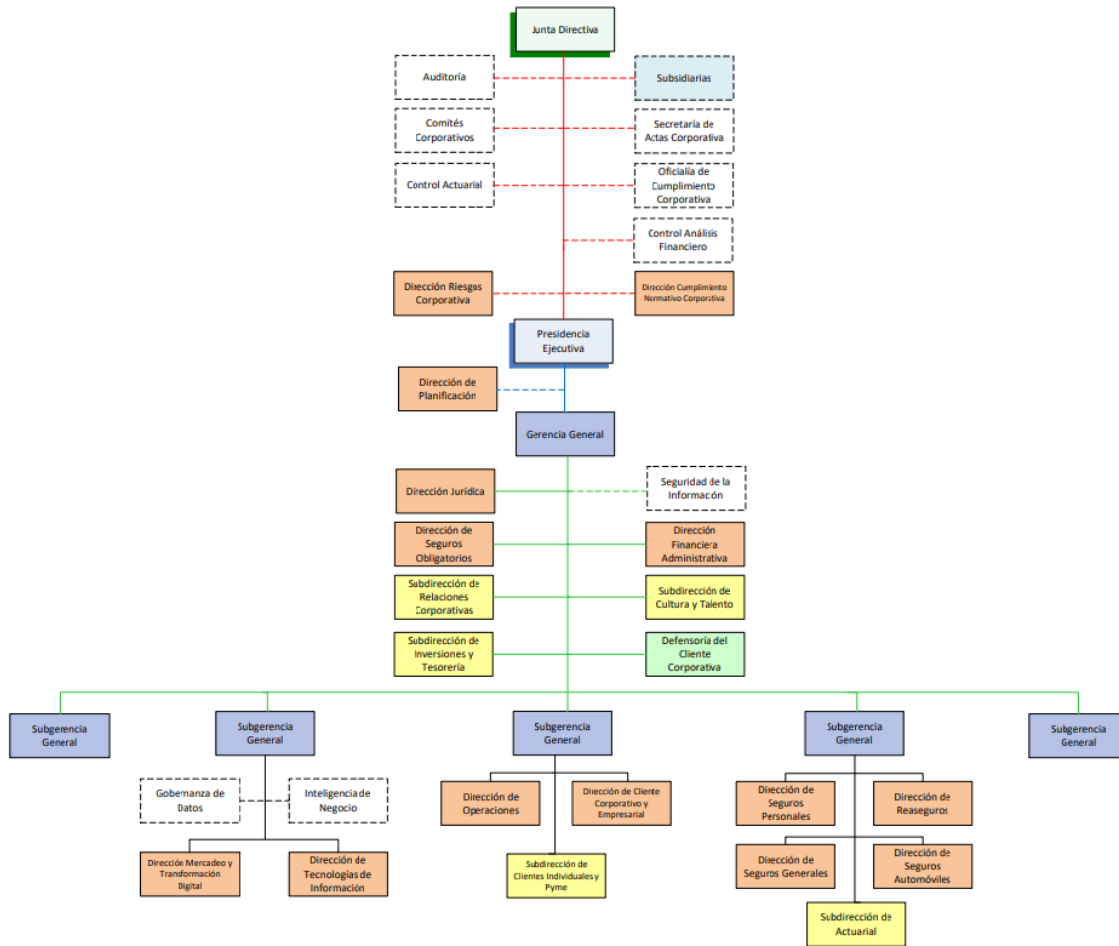 Junta Directiva
Auditoría
Subsidiarias
Comités
Corporativos
Secretaría de
Actas Corporativa
Control Actuarial
Oficialía de
Cumplimiento
Corporativa
Control Análisis
Financiero
Dirección Riesgos
Corporativa
Dirección Cumplimiento
Normativo Corporativa
Presidencia
Ejecutiva
Dirección de
Planificación
Gerencia General
Dirección Jurídica
Seguridad de la
Información
Dirección de
Seguros
Obligatorios
Dirección
Financiera
Administrativa
Subdirección de
Relaciones
Corporativas
Subdirección de
Cultura y Talento
Subdirección de
Inversiones y
Tesorería
Defensoría del
Cliente
Corporativa
Subgerencia
General
Subgerencia
General
Subgerencia
General
Subgerencia
General
Subgerencia
General
Gobernanza de
Datos
Inteligencia de
Negocio
Dirección Mercadeo y
Transformación
Digital
Dirección de
Tecnologías de
Información
Dirección de
Operaciones
Dirección de Cliente
Corporativo y
Empresarial
Subdirección de
Clientes Individuales y
Pyme
Dirección de
Seguros
Personales
Dirección de
Reaseguros
Dirección de
Seguros Generales
Dirección de
Seguros
Automóviles
Subdirección de
Actuarial